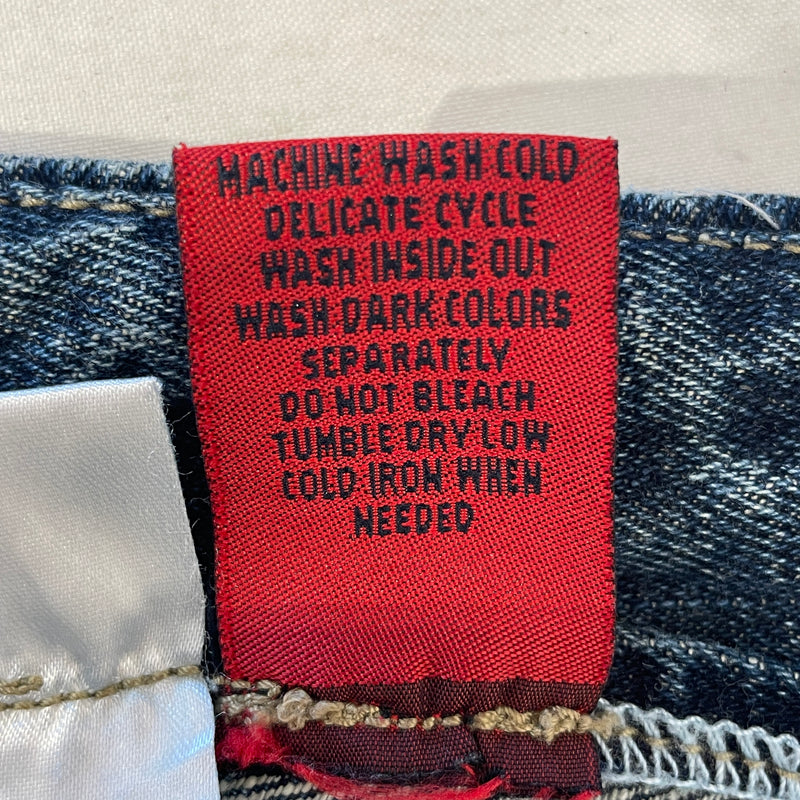 MACHINE WASH COLD
DELICATE CYCLE
WASH INSIDE OUT
WASH DARK COLORS
SEPARATELY
DO NOT BLEACH
TUMBLE DRY LOW
COLD IRON WHEN
NEEDED